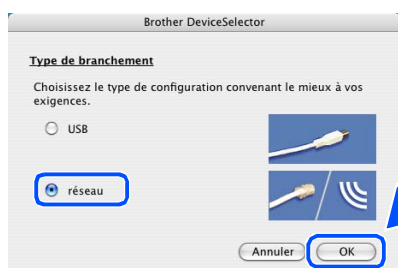 Brother DeviceSelector
Type de branchement
Choisissez le type de configuration convenant le mieux à vos
exigences.
USB
réseau
Annuler
OK